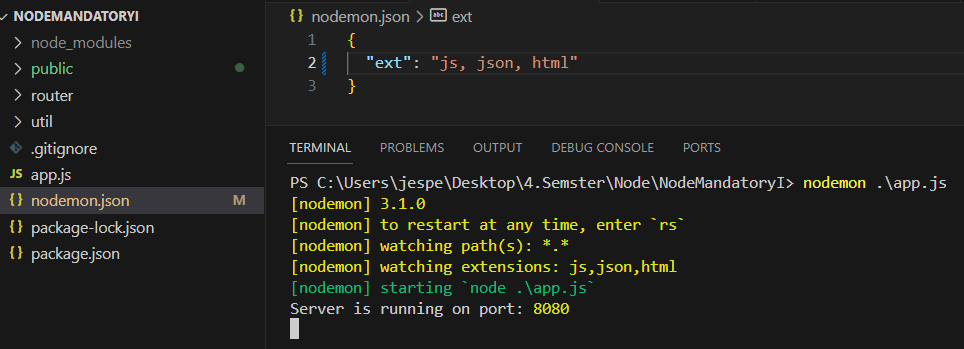 NODEMANDATORYI
node_modules
public
router
util
.gitignore
JS app.js
{} nodemon.json M
{} package-lock.json
{} package.json
{} nodemon.json > abc ext
1 {
2 "ext": "js, json, html"
3 }
TERMINAL PROBLEMS OUTPUT DEBUG CONSOLE PORTS
PS C:\Users\jespe\Desktop\4.Semster\Node\NodeMandatoryI> nodemon .\app.js
[nodemon] 3.1.0
[nodemon] to restart at any time, enter `rs`
[nodemon] watching path(s): *.*
[nodemon] watching extensions: js,json,html
[nodemon] starting `node .\app.js`
Server is running on port: 8080